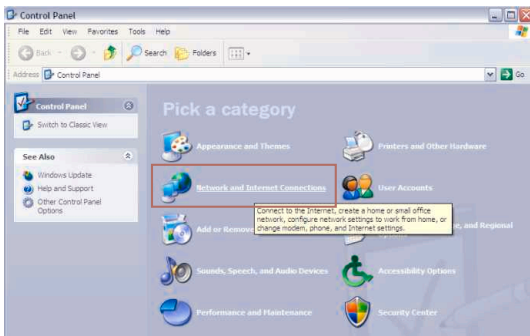 Control Panel
File Edit View Favorites Tools Help
Back Search Folders
Address Control Panel Go
Control Panel
Switch to Classic View
See Also
Windows Update
Help and Support
Other Control Panel
Options
Pick a category
Appearance and Themes
Printers and Other Hardware
Network and Internet Connections
User Accounts
Connect to the Internet, create a home or small office
network, configure network settings to work from home, or
change modem, phone, and Internet settings.
Add or Remove
, and Regional
Sounds, Speech, and Audio Devices
Accessibility Options
Performance and Maintenance
Security Center